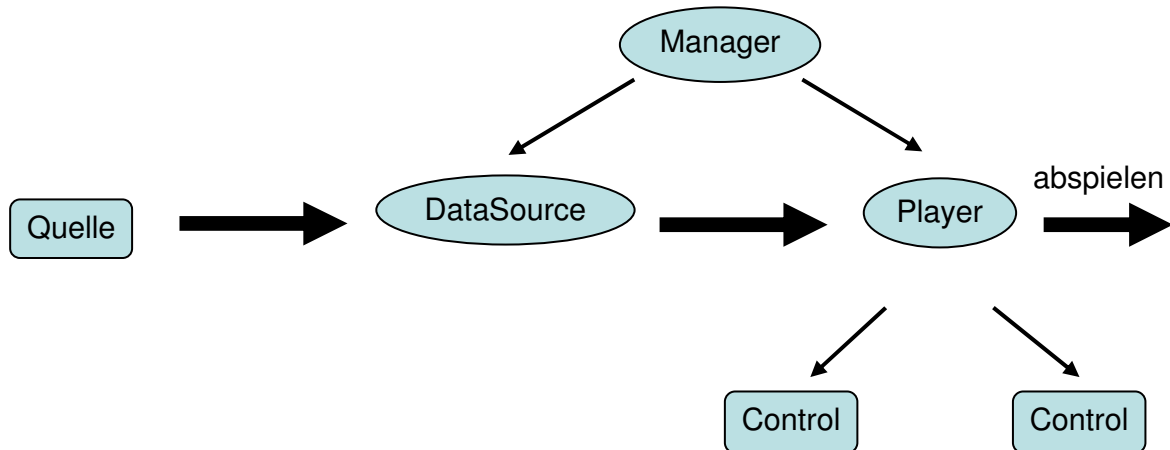 Manager
abspielen
Quelle
DataSource
Player
Control
Control